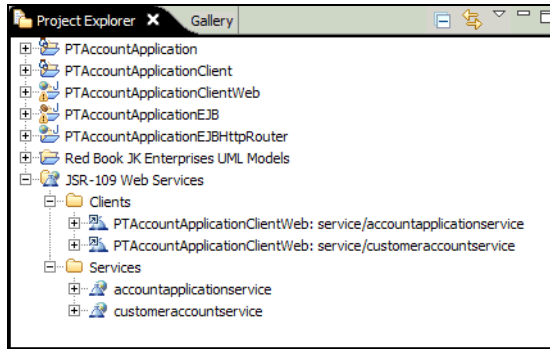 Project Explorer Gallery
PTAccountApplication
PTAccountApplicationClient
PTAccountApplicationClientWeb
PTAccountApplicationEJB
PTAccountApplicationEJBHttpRouter
Red Book JK Enterprises UML Models
JSR-109 Web Services
Clients
PTAccountApplicationClientWeb: service/accountapplicationservice
PTAccountApplicationClientWeb: service/customeraccountservice
Services
accountapplicationservice
customeraccountservice